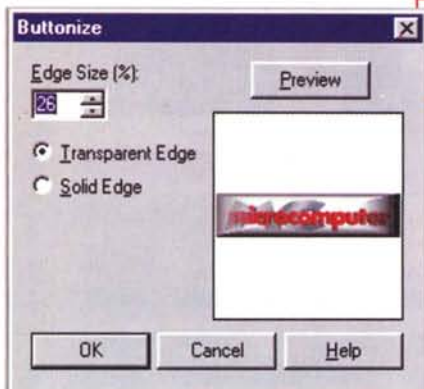 Buttonize
Edge Size (%):
26
Preview
Transparent Edge
Solid Edge
microcomputer
OK
Cancel
Help